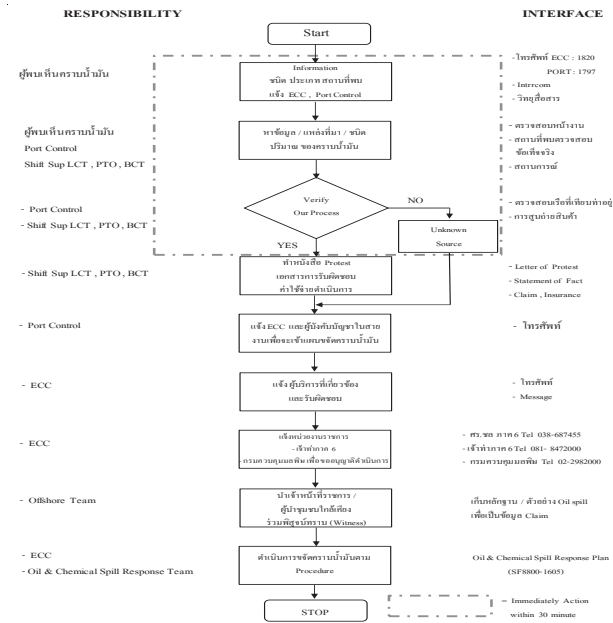 RESPONSIBILITY
INTERFACE
Start
ผู้พบเห็นคราบน้ำมัน
Information
ชนิด ประเภท สถานที่พบ
แจ้ง ECC , Port Control
- โทรศัพท์ ECC : 1820
PORT : 1797
- Intrrcom
- วิทยุสื่อสาร
ผู้พบเห็นคราบน้ำมัน
Port Control
Shift Sup LCT , PTO , BCT
หาข้อมูล / แหล่งที่มา / ชนิด
ปริมาณ ของคราบน้ำมัน
- ตรวจสอบหน้างาน
- สถานที่พบตรวจสอบ
ข้อเท็จจริง
- สถานการณ์
- Port Control
- Shift Sup LCT , PTO , BCT
Verify
Our Process
NO
YES
Unknown
Source
- ตรวจสอบเรือที่เทียบท่าอยู่
- การสูบถ่ายสินค้า
- Shift Sup LCT , PTO , BCT
ทำหนังสือ Protest
เอกสารการรับผิดชอบ
ค่าใช้จ่ายดำเนินการ
- Letter of Protest
- Statement of Fact
- Claim , Insurance
- Port Control
แจ้ง ECC และผู้บังคับบัญชาในสาย
งานเพื่อจะเข้าแผนขจัดคราบน้ำมัน
- โทรศัพท์
- ECC
แจ้ง ผู้บริการที่เกี่ยวข้อง
และรับผิดชอบ
- โทรศัพท์
- Message
- ECC
แจ้งหน่วยงานราชการ
- เจ้าท่าภาค 6
- กรมควบคุมมลพิษ เพื่อขออนุญาติดำเนินการ
- ศร.ชล ภาค 6 Tel 038-687455
- เจ้าท่าภาค 6 Tel 081- 8472000
- กรมควบคุมมลพิษ Tel 02-2982000
- Offshore Team
นำเจ้าหน้าที่ราชการ /
ผู้นำชุมชนใกล้เคียง
ร่วมพิสูจน์ทราบ (Witness)
เก็บหลักฐาน / ตัวอย่าง Oil spill
เพื่อเป็นข้อมูล Claim
- ECC
- Oil & Chemical Spill Response Team
ดำเนินการขจัดคราบน้ำมันตาม
Procedure
Oil & Chemical Spill Response Plan
(SF8800-1605)
STOP
– Immediately Action
within 30 minute